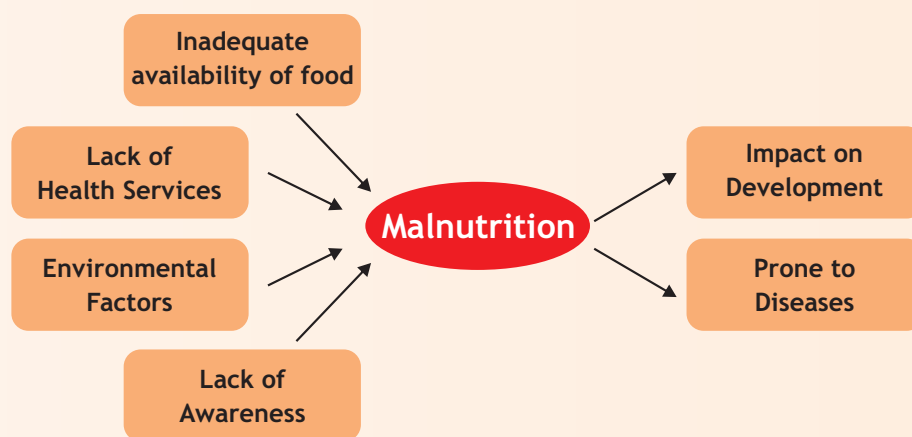 Inadequate
availability of food
Lack of
Health Services
Environmental
Factors
Lack of
Awareness
Malnutrition
Impact on
Development
Prone to
Diseases